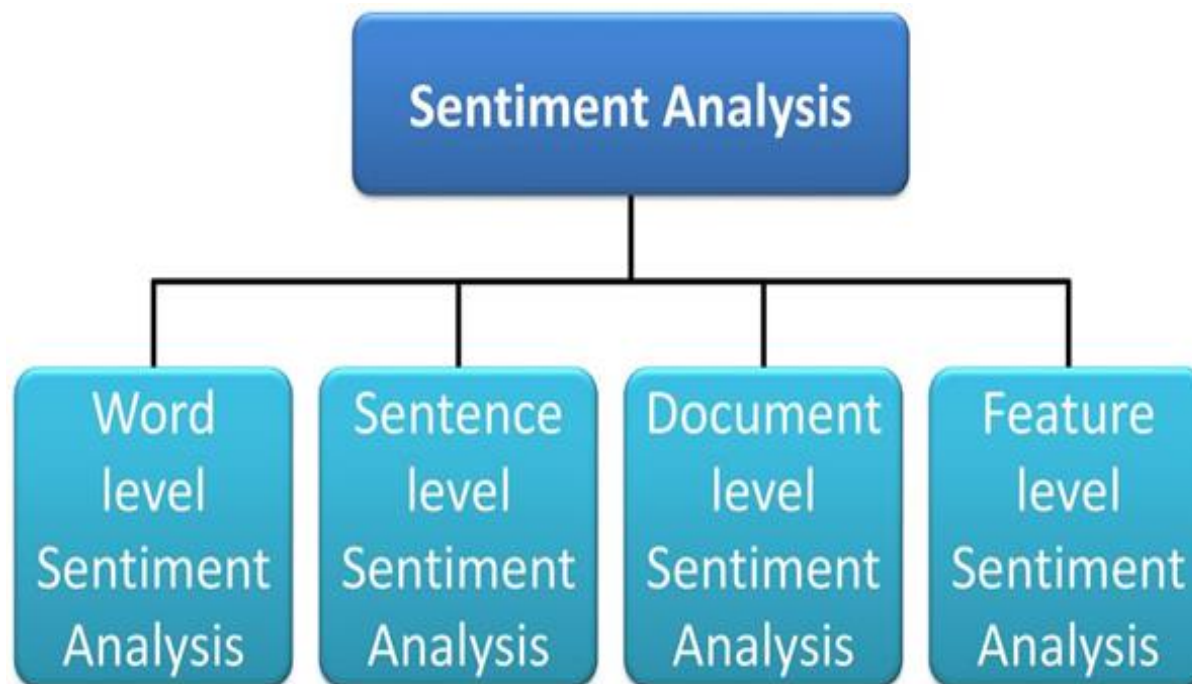 Sentiment Analysis
Word
level
Sentiment
Analysis
Sentence
level
Sentiment
Analysis
Document
level
Sentiment
Analysis
Feature
level
Sentiment
Analysis